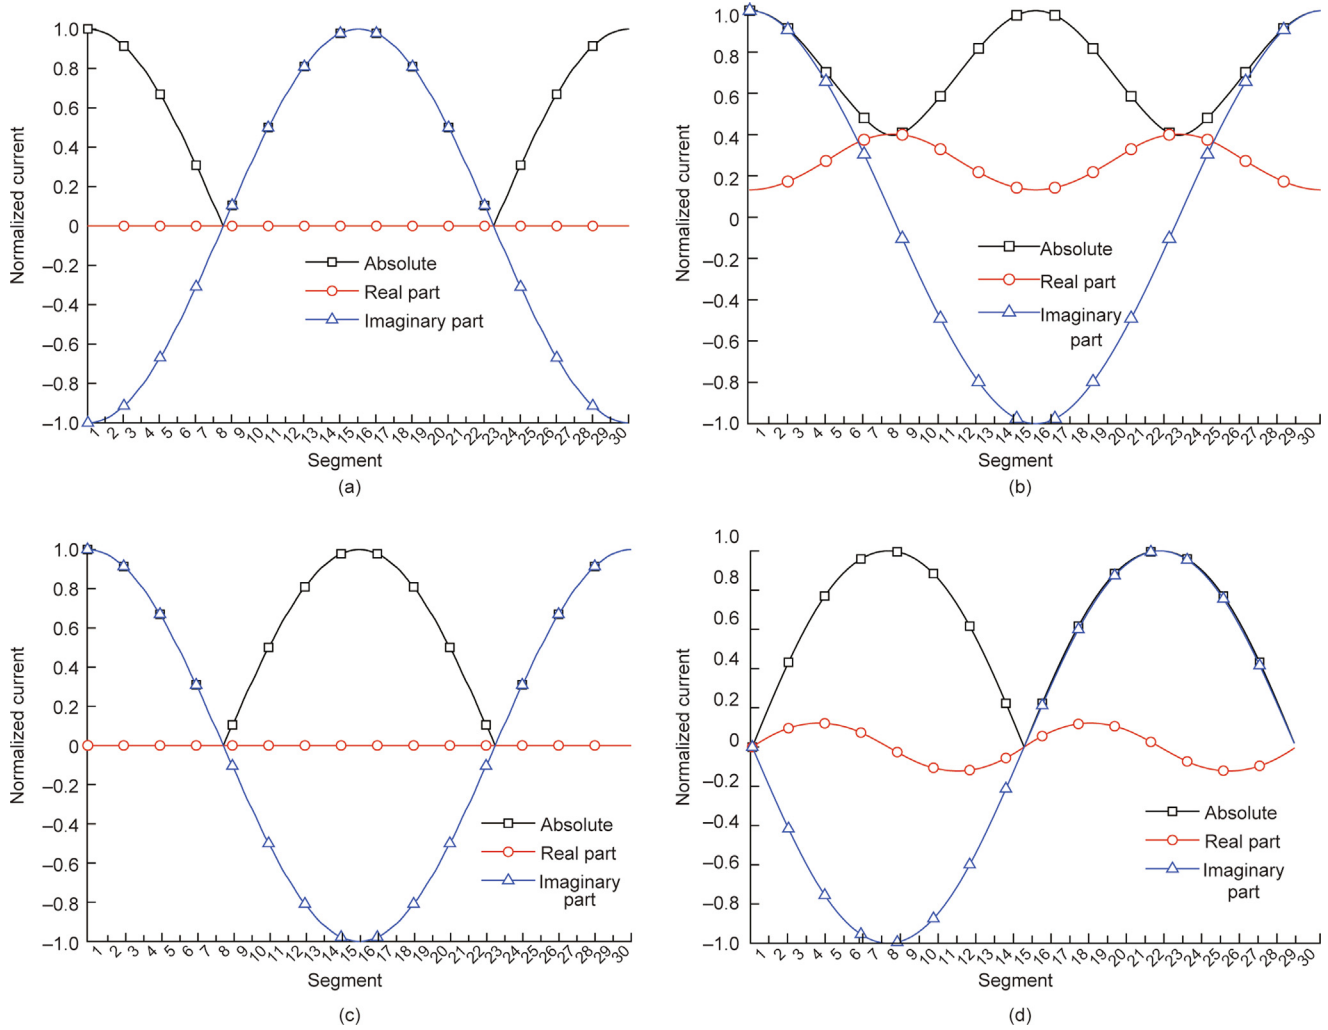 Normalized current
1.0
0.8
0.6
0.4
0.2
0
–0.2
–0.4
–0.6
–0.8
–1.0
Absolute
Real part
Imaginary part
1 2 3 4 5 6 7 8 9 10 11 12 13 14 15 16 17 18 19 20 21 22 23 24 25 26 27 28 29 30
Segment
(a)
Normalized current
1.0
0.8
0.6
0.4
0.2
0
–0.2
–0.4
–0.6
–0.8
–1.0
Absolute
Real part
Imaginary
part
1 2 3 4 5 6 7 8 9 10 11 12 13 14 15 16 17 18 19 20 21 22 23 24 25 26 27 28 29 30
Segment
(b)
Normalized current
1.0
0.8
0.6
0.4
0.2
0
–0.2
–0.4
–0.6
–0.8
–1.0
Absolute
Real part
Imaginary
part
1 2 3 4 5 6 7 8 9 10 11 12 13 14 15 16 17 18 19 20 21 22 23 24 25 26 27 28 29 30
Segment
(c)
Normalized current
1.0
0.8
0.6
0.4
0.2
0
–0.2
–0.4
–0.6
–0.8
–1.0
Absolute
Real part
Imaginary
part
1 2 3 4 5 6 7 8 9 10 11 12 13 14 15 16 17 18 19 20 21 22 23 24 25 26 27 28 29 30
Segment
(d)